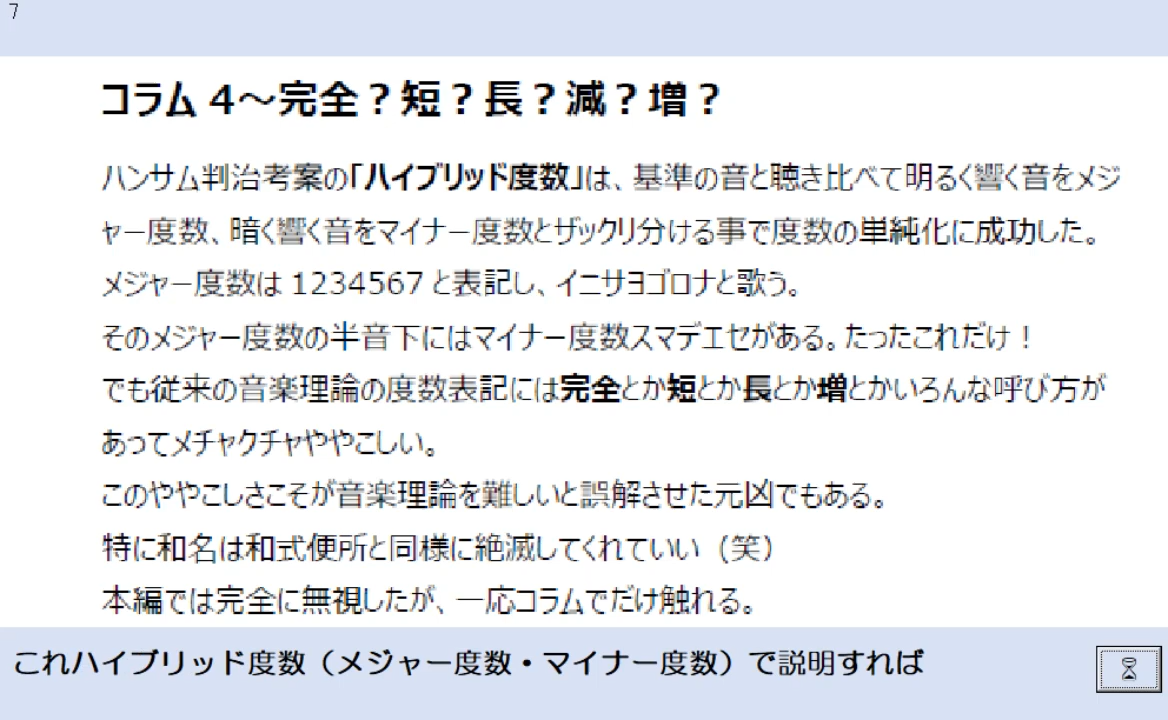 7
コラム 4～完全？短？長？減？増？
ハンサム判治考案の「ハイブリッド度数」は、基準の音と聴き比べて明るく響く音をメジ
ャー度数、暗く響く音をマイナー度数とザックリ分ける事で度数の単純化に成功した。
メジャー度数は 1234567 と表記し、イニサヨゴロナと歌う。
そのメジャー度数の半音下にはマイナー度数スマデエセがある。たったこれだけ！
でも従来の音楽理論の度数表記には完全とか短とか長とか増とかいろんな呼び方が
あってメチャクチャややこしい。
このややこしさこそが音楽理論を難しいと誤解させた元凶でもある。
特に和名は和式便所と同様に絶滅してくれていい（笑）
本編では完全に無視したが、一応コラムでだけ触れる。
これハイブリッド度数（メジャー度数・マイナー度数）で説明すれば